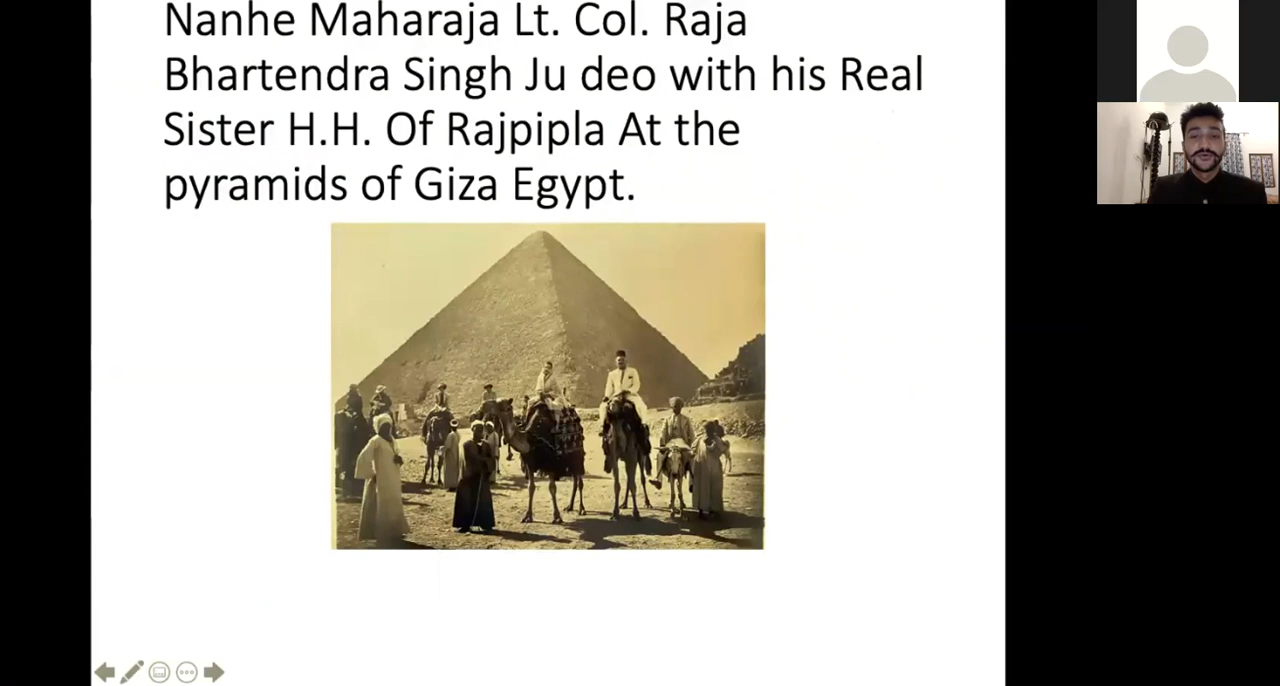 Nanhe Maharaja Lt. Col. Raja
Bhartendra Singh Ju deo with his Real
Sister H.H. Of Rajpipla At the
pyramids of Giza Egypt.